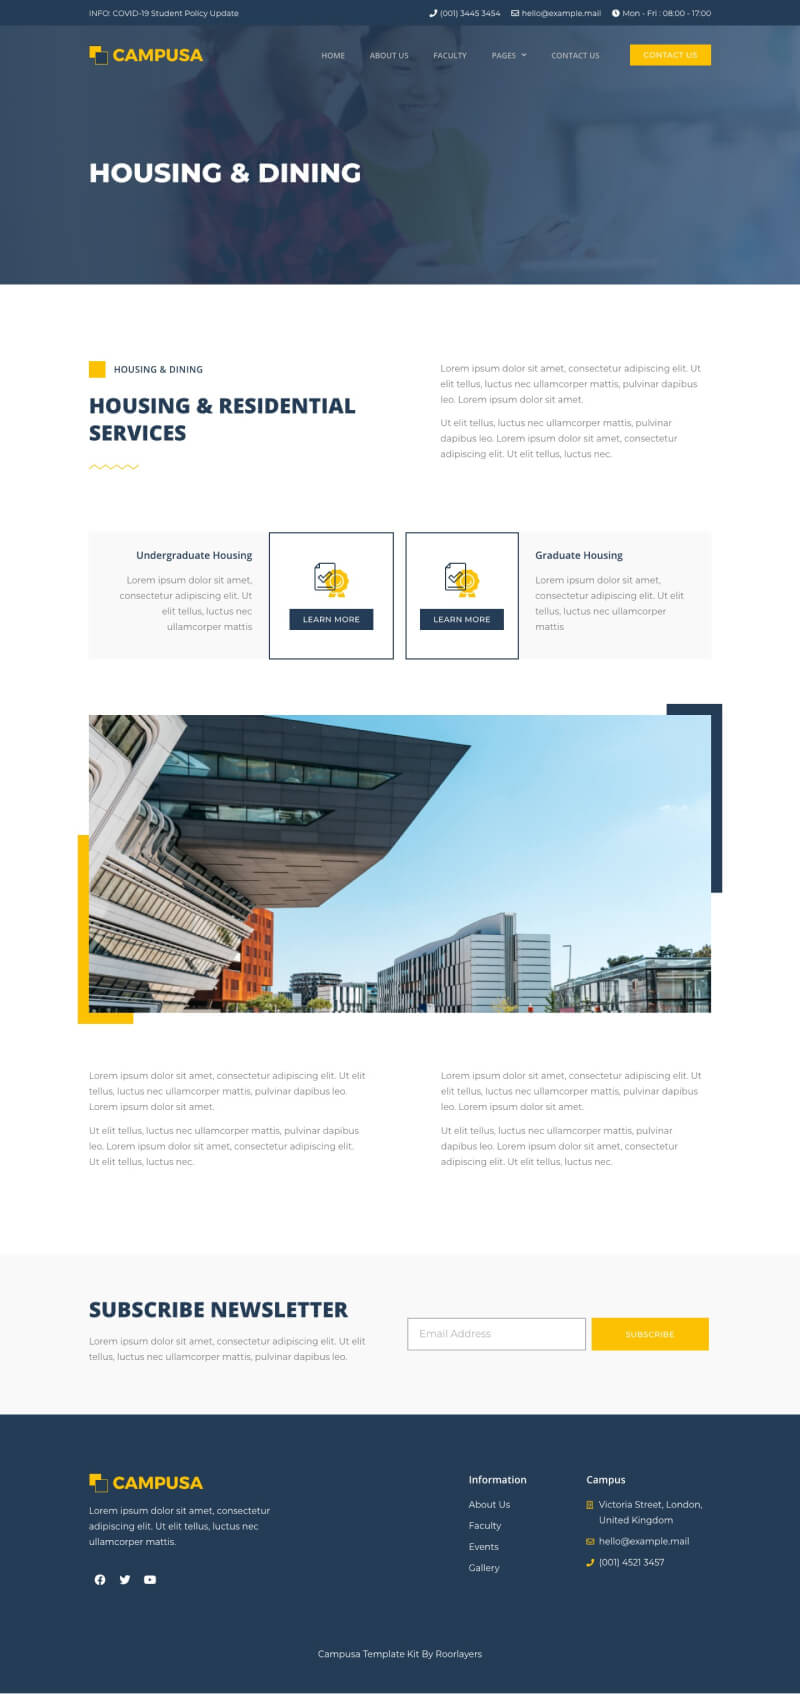 INFO: COVID-19 Student Policy Update
(001) 3445 3454
hello@example.mail
Mon - Fri : 08:00 - 17:00
CAMPUSA
HOME
ABOUT US
FACULTY
PAGES
CONTACT US
CONTACT US
HOUSING & DINING
HOUSING & DINING
HOUSING & RESIDENTIAL
SERVICES
Lorem ipsum dolor sit amet, consectetur adipiscing elit. Ut
elit tellus, luctus nec ullamcorper mattis, pulvinar dapibus
leo. Lorem ipsum dolor sit amet.
Ut elit tellus, luctus nec ullamcorper mattis, pulvinar
dapibus leo. Lorem ipsum dolor sit amet, consectetur
adipiscing elit. Ut elit tellus, luctus nec.
Undergraduate Housing
Lorem ipsum dolor sit amet,
consectetur adipiscing elit. Ut
elit tellus, luctus nec
ullamcorper mattis
LEARN MORE
LEARN MORE
Graduate Housing
Lorem ipsum dolor sit amet,
consectetur adipiscing elit. Ut elit
tellus, luctus nec ullamcorper
mattis
Lorem ipsum dolor sit amet, consectetur adipiscing elit. Ut elit
tellus, luctus nec ullamcorper mattis, pulvinar dapibus leo.
Lorem ipsum dolor sit amet.
Ut elit tellus, luctus nec ullamcorper mattis, pulvinar dapibus
leo. Lorem ipsum dolor sit amet, consectetur adipiscing elit.
Ut elit tellus, luctus nec.
Lorem ipsum dolor sit amet, consectetur adipiscing elit. Ut
elit tellus, luctus nec ullamcorper mattis, pulvinar dapibus
leo. Lorem ipsum dolor sit amet.
Ut elit tellus, luctus nec ullamcorper mattis, pulvinar
dapibus leo. Lorem ipsum dolor sit amet, consectetur
adipiscing elit. Ut elit tellus, luctus nec.
SUBSCRIBE NEWSLETTER
Lorem ipsum dolor sit amet, consectetur adipiscing elit. Ut elit
tellus, luctus nec ullamcorper mattis, pulvinar dapibus leo.
Email Address
SUBSCRIBE
CAMPUSA
Lorem ipsum dolor sit amet, consectetur
adipiscing elit. Ut elit tellus, luctus nec
ullamcorper mattis.
Information
About Us
Faculty
Events
Gallery
Campus
Victoria Street, London,
United Kingdom
hello@example.mail
(001) 4521 3457
Campusa Template Kit By Roorlayers